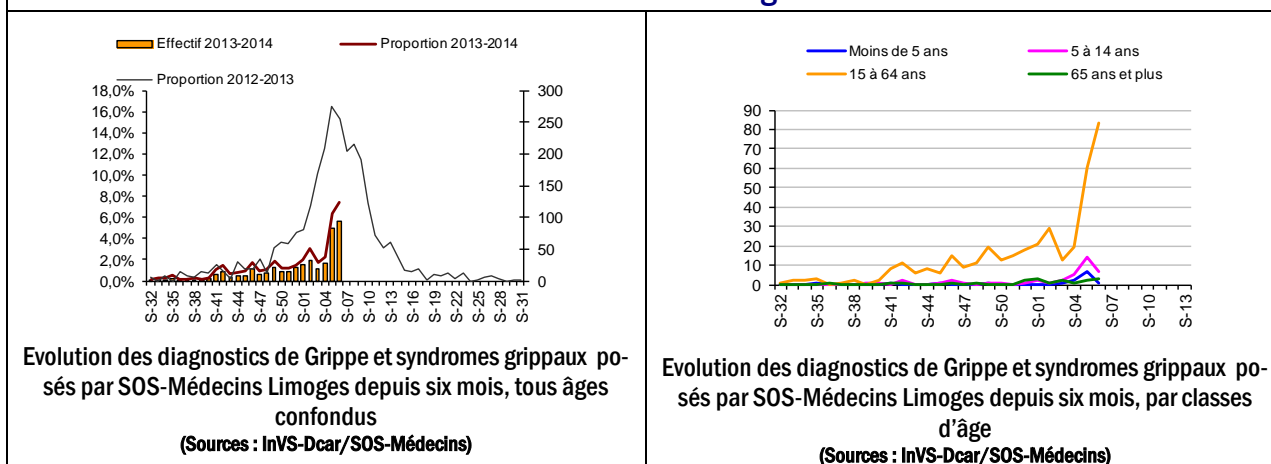 Effectif 2013-2014
Proportion 2013-2014
Proportion 2012-2013
18,0%
16,0%
14,0%
12,0%
10,0%
8,0%
6,0%
4,0%
2,0%
0,0%
300
250
200
150
100
50
0
S-32
S-35
S-38
S-41
S-44
S-47
S-50
S-01
S-04
S-07
S-10
S-13
S-16
S-19
S-22
S-25
S-28
S-31
Evolution des diagnostics de Grippe et syndromes grippaux po-
sés par SOS-Médecins Limoges depuis six mois, tous âges
confondus
(Sources : InVS-Dcar/SOS-Médecins)
Moins de 5 ans
5 à 14 ans
15 à 64 ans
65 ans et plus
90
80
70
60
50
40
30
20
10
0
S-32
S-35
S-38
S-41
S-44
S-47
S-50
S-01
S-04
S-07
S-10
S-13
Evolution des diagnostics de Grippe et syndromes grippaux po-
sés par SOS-Médecins Limoges depuis six mois, par classes
d'âge
(Sources : InVS-Dcar/SOS-Médecins)